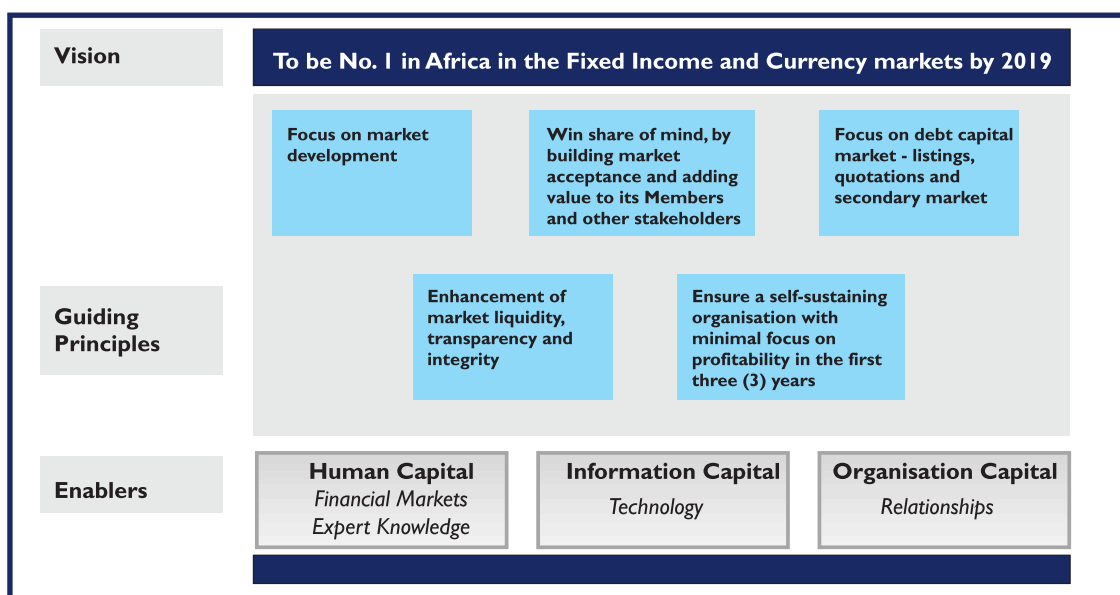 Vision
To be No. 1 in Africa in the Fixed Income and Currency markets by 2019
Focus on market
development
Win share of mind, by
building market
acceptance and adding
value to its Members
and other stakeholders
Focus on debt capital
market - listings,
quotations and
secondary market
Guiding
Principles
Enhancement of
market liquidity,
transparency and
integrity
Ensure a self-sustaining
organisation with
minimal focus on
profitability in the first
three (3) years
Enablers
Human Capital
Financial Markets
Expert Knowledge
Information Capital
Technology
Organisation Capital
Relationships